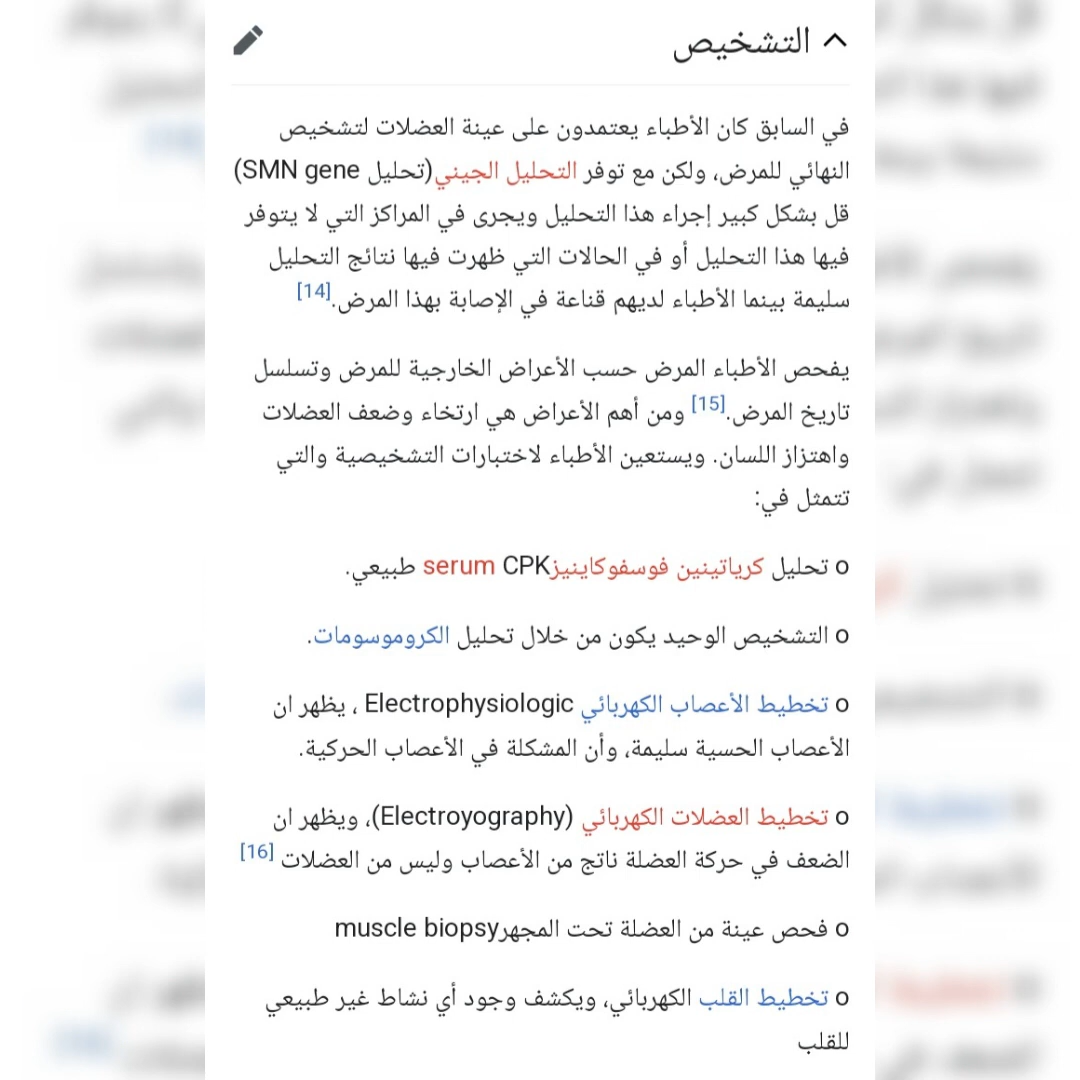 التشخيص
في السابق كان الأطباء يعتمدون على عينة العضلات لتشخيص
النهائي للمرض، ولكن مع توفر التحليل الجيني(تحليل SMN gene)
قل بشكل كبير إجراء هذا التحليل ويجرى في المراكز التي لا يتوفر
فيها هذا التحليل أو في الحالات التي ظهرت فيها نتائج التحليل
سليمة بينما الأطباء لديهم قناعة في الإصابة بهذا المرض.[14]
يفحص الأطباء المرض حسب الأعراض الخارجية للمرض وتسلسل
تاريخ المرض.[15] ومن أهم الأعراض هي ارتخاء وضعف العضلات
واهتزاز اللسان. ويستعين الأطباء لاختبارات التشخيصية والتي
تتمثل في:
o تحليل كرياتينين فوسفوكاينيزserum CPK طبيعي.
o التشخيص الوحيد يكون من خلال تحليل الكروموسومات.
o تخطيط الأعصاب الكهربائي Electrophysiologic ، يظهر ان
الأعصاب الحسية سليمة، وأن المشكلة في الأعصاب الحركية.
o تخطيط العضلات الكهربائي (Electroyography)، ويظهر ان
الضعف في حركة العضلة ناتج من الأعصاب وليس من العضلات [16]
o فحص عينة من العضلة تحت المجهرmuscle biopsy
o تخطيط القلب الكهربائي، ويكشف وجود أي نشاط غير طبيعي
للقلب